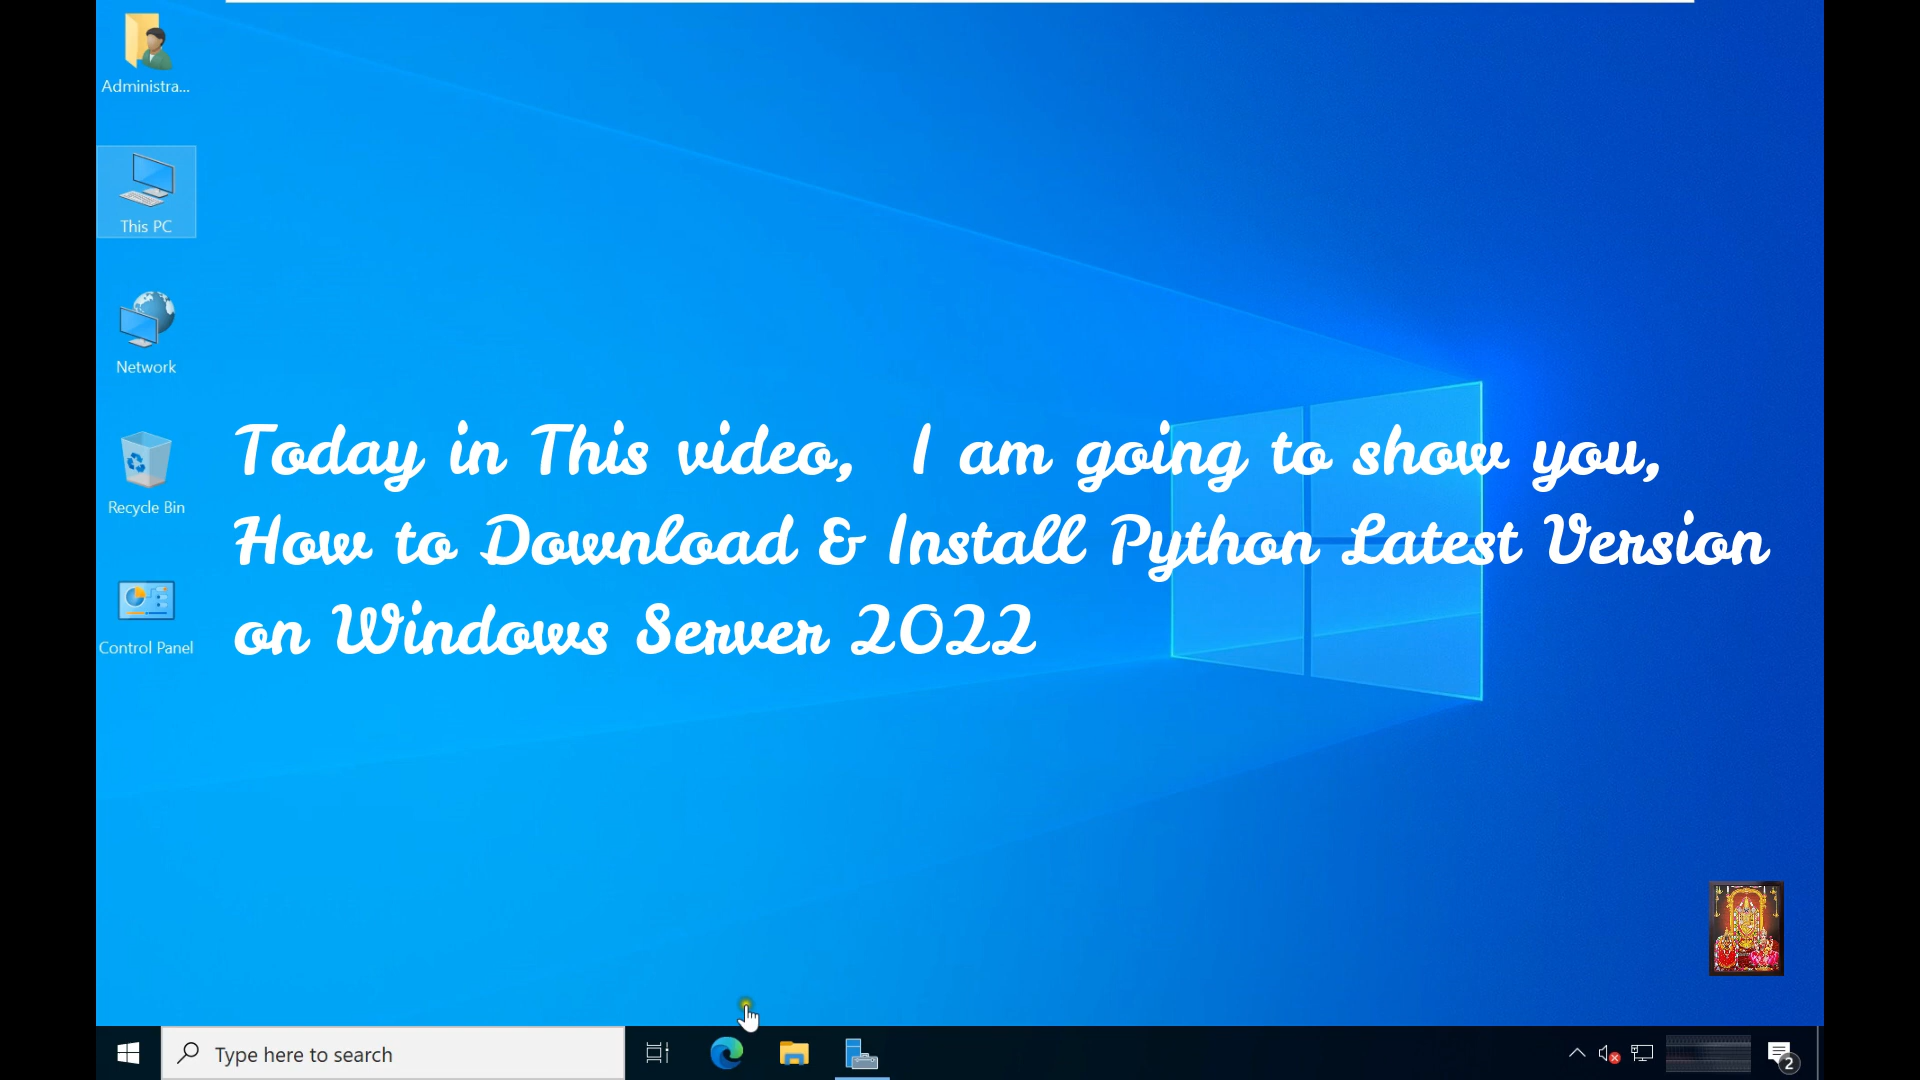 Administra...
This PC
Network
Recycle Bin
Control Panel
Today in This video, I am going to show you,
How to Download & Install Python Latest Version
on Windows Server 2022
Type here to search
2